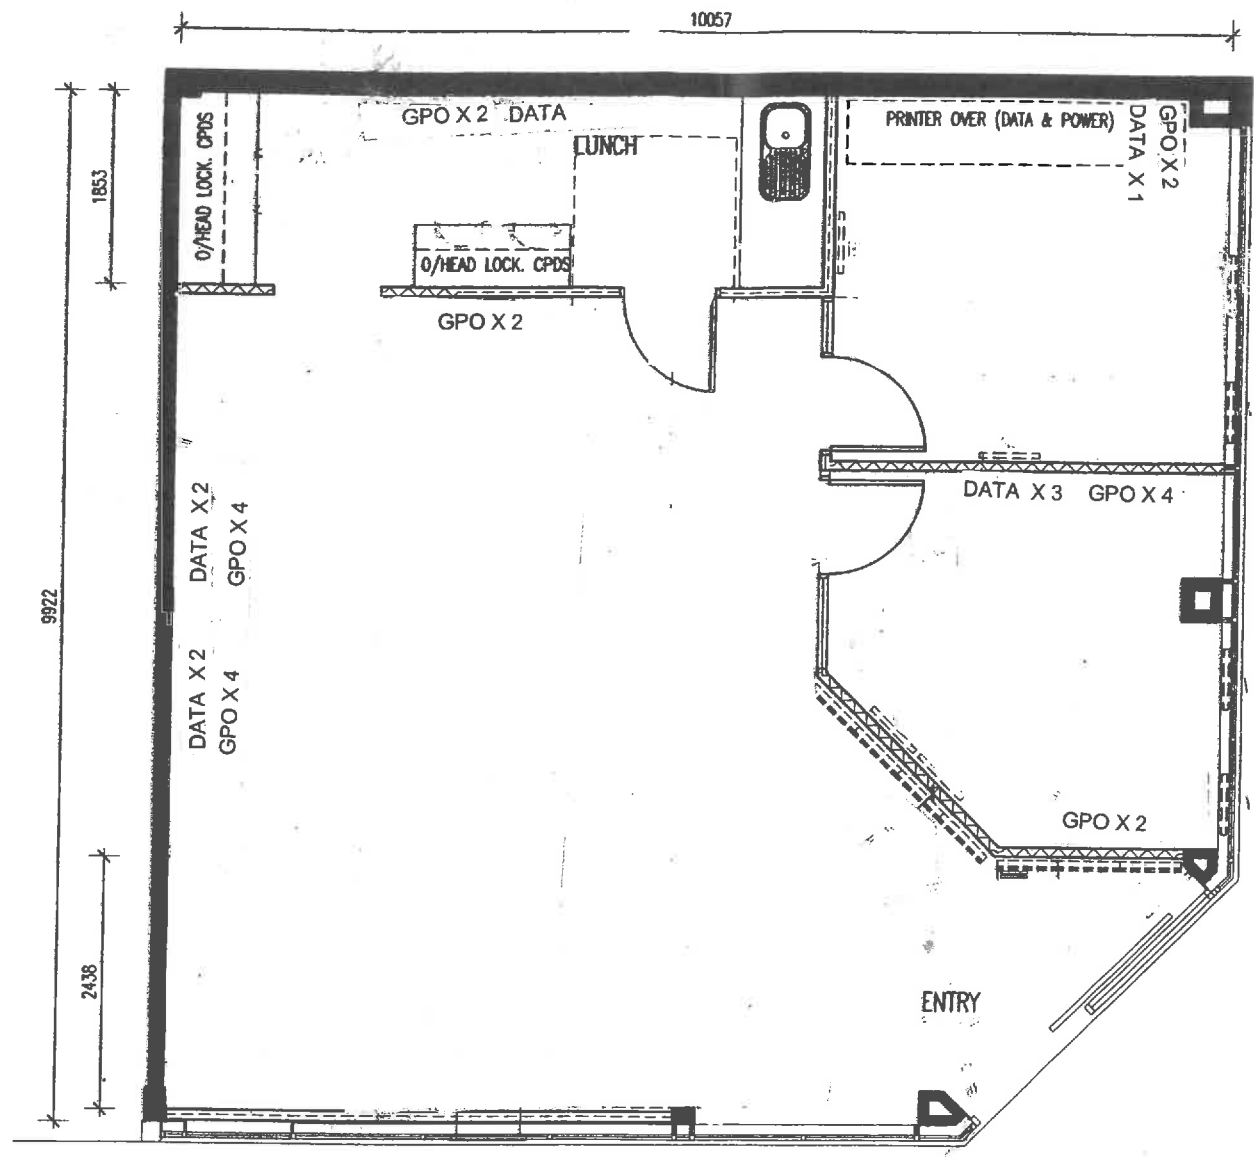 10057
GPO X 2 DATA
PRINTER OVER (DATA & POWER)
GPO X 2
DATA X 1
O/HEAD LOCK. CPDS
LUNCH
1853
O/HEAD LOCK. CPDS
GPO X 2
DATA X 3 GPO X 4
DATA X 2
GPO X 4
9922
DATA X 2
GPO X 4
GPO X 2
2438
ENTRY